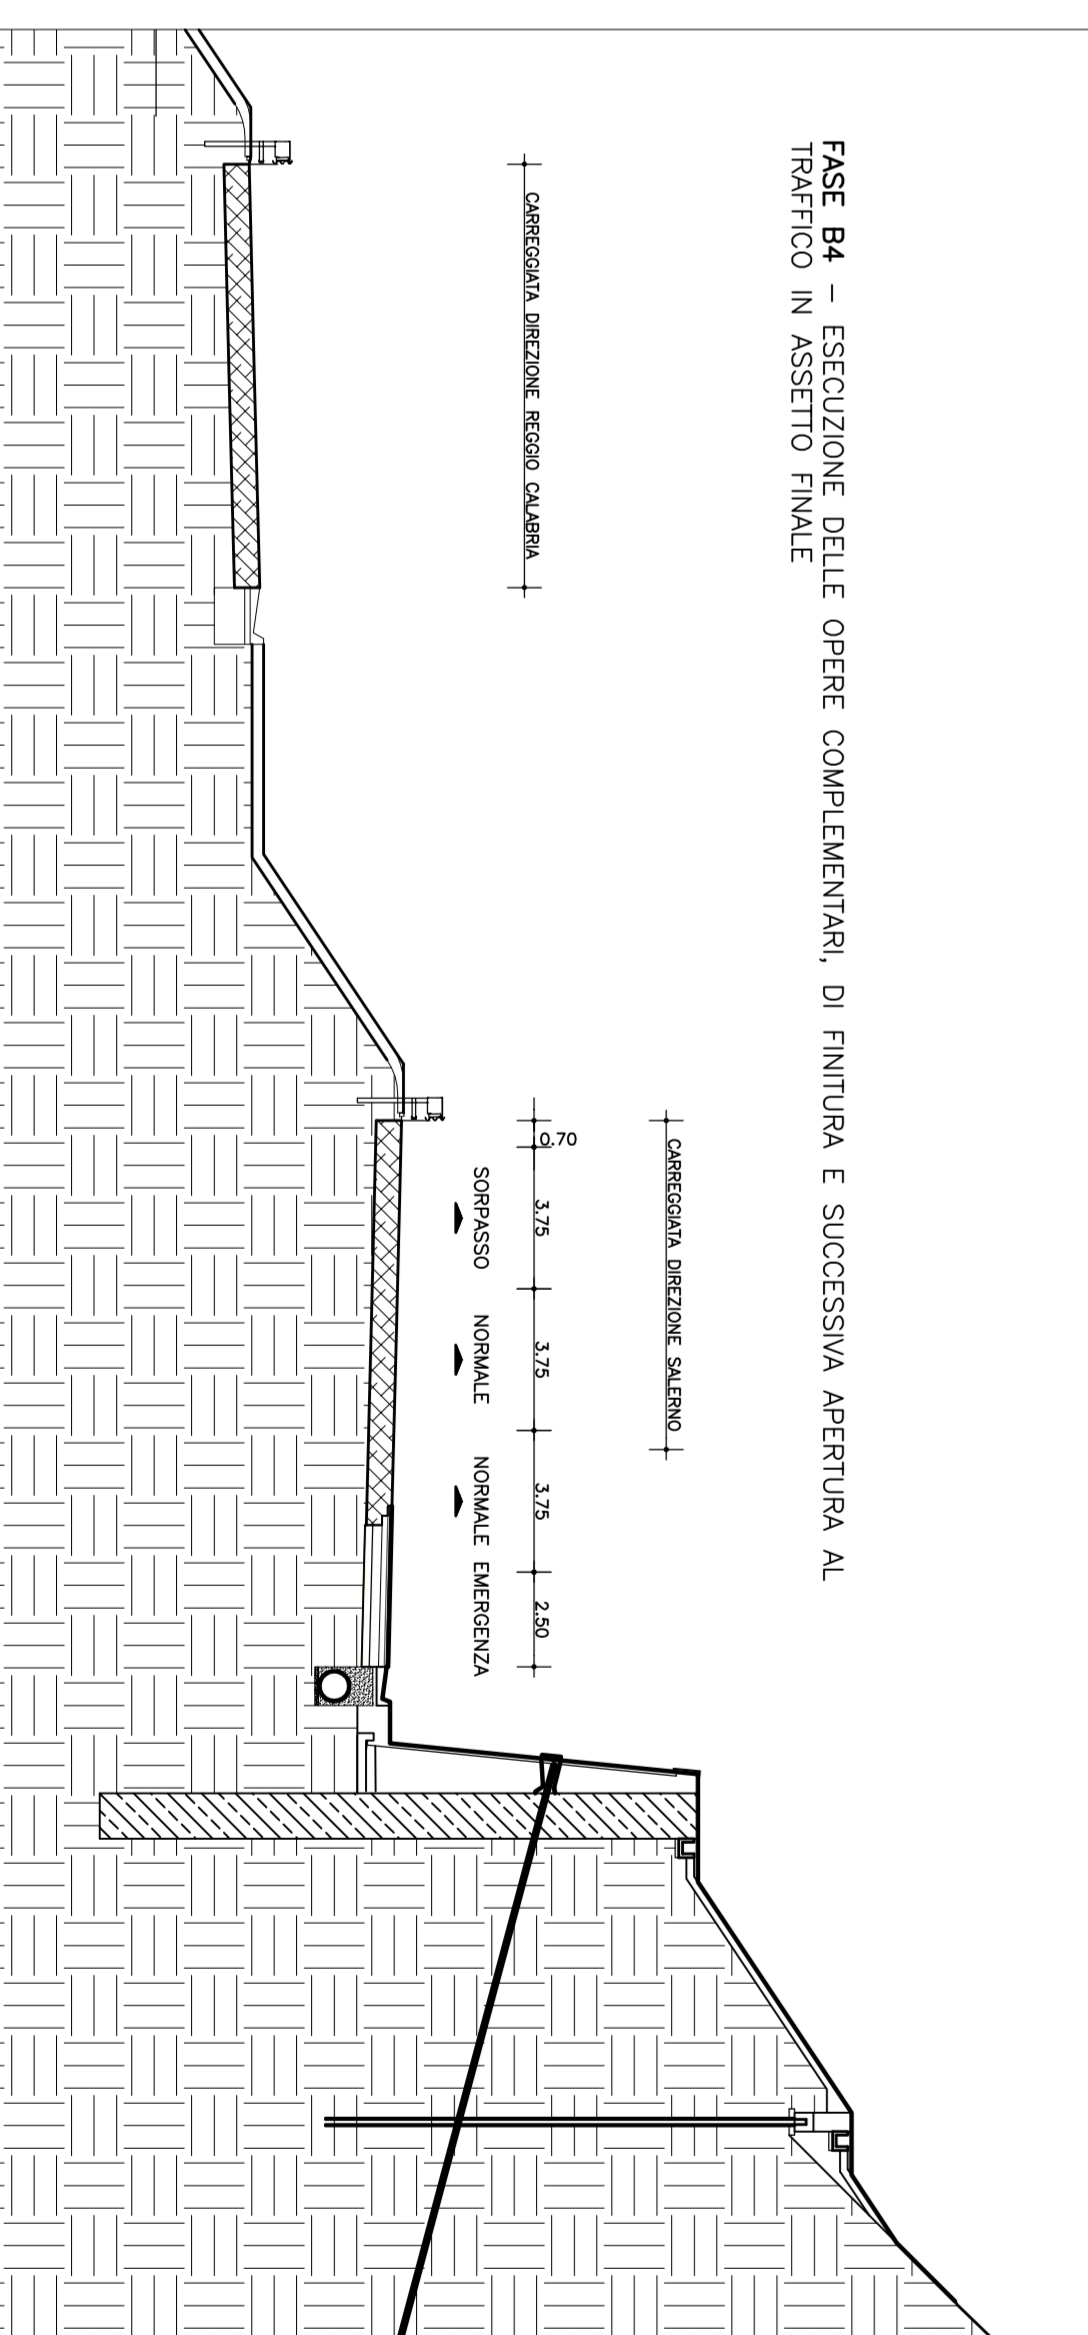 FASE B4 – ESECUZIONE DELLE OPERE COMPLEMENTARI, DI FINITURA E SUCCESSIVA APERTURA AL
TRAFFICO IN ASSETTO FINALE
CARREGGIATA DIREZIONE SALERNO
CARREGGIATA DIREZIONE REGGIO CALABRIA
0.70 3.75 3.75 3.75 2.50
SORPASSO NORMALE NORMALE EMERGENZA